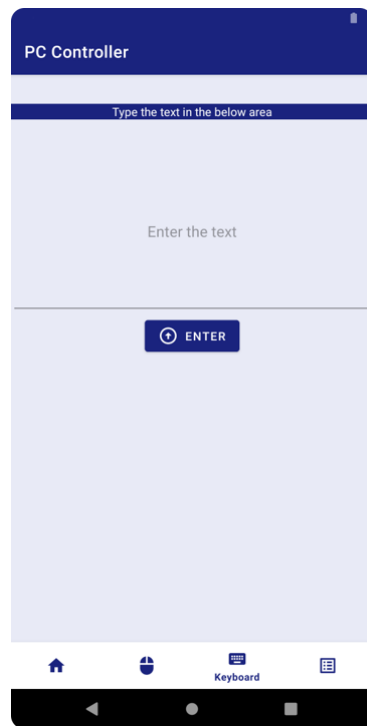 PC Controller
Type the text in the below area
Enter the text
ENTER
Keyboard